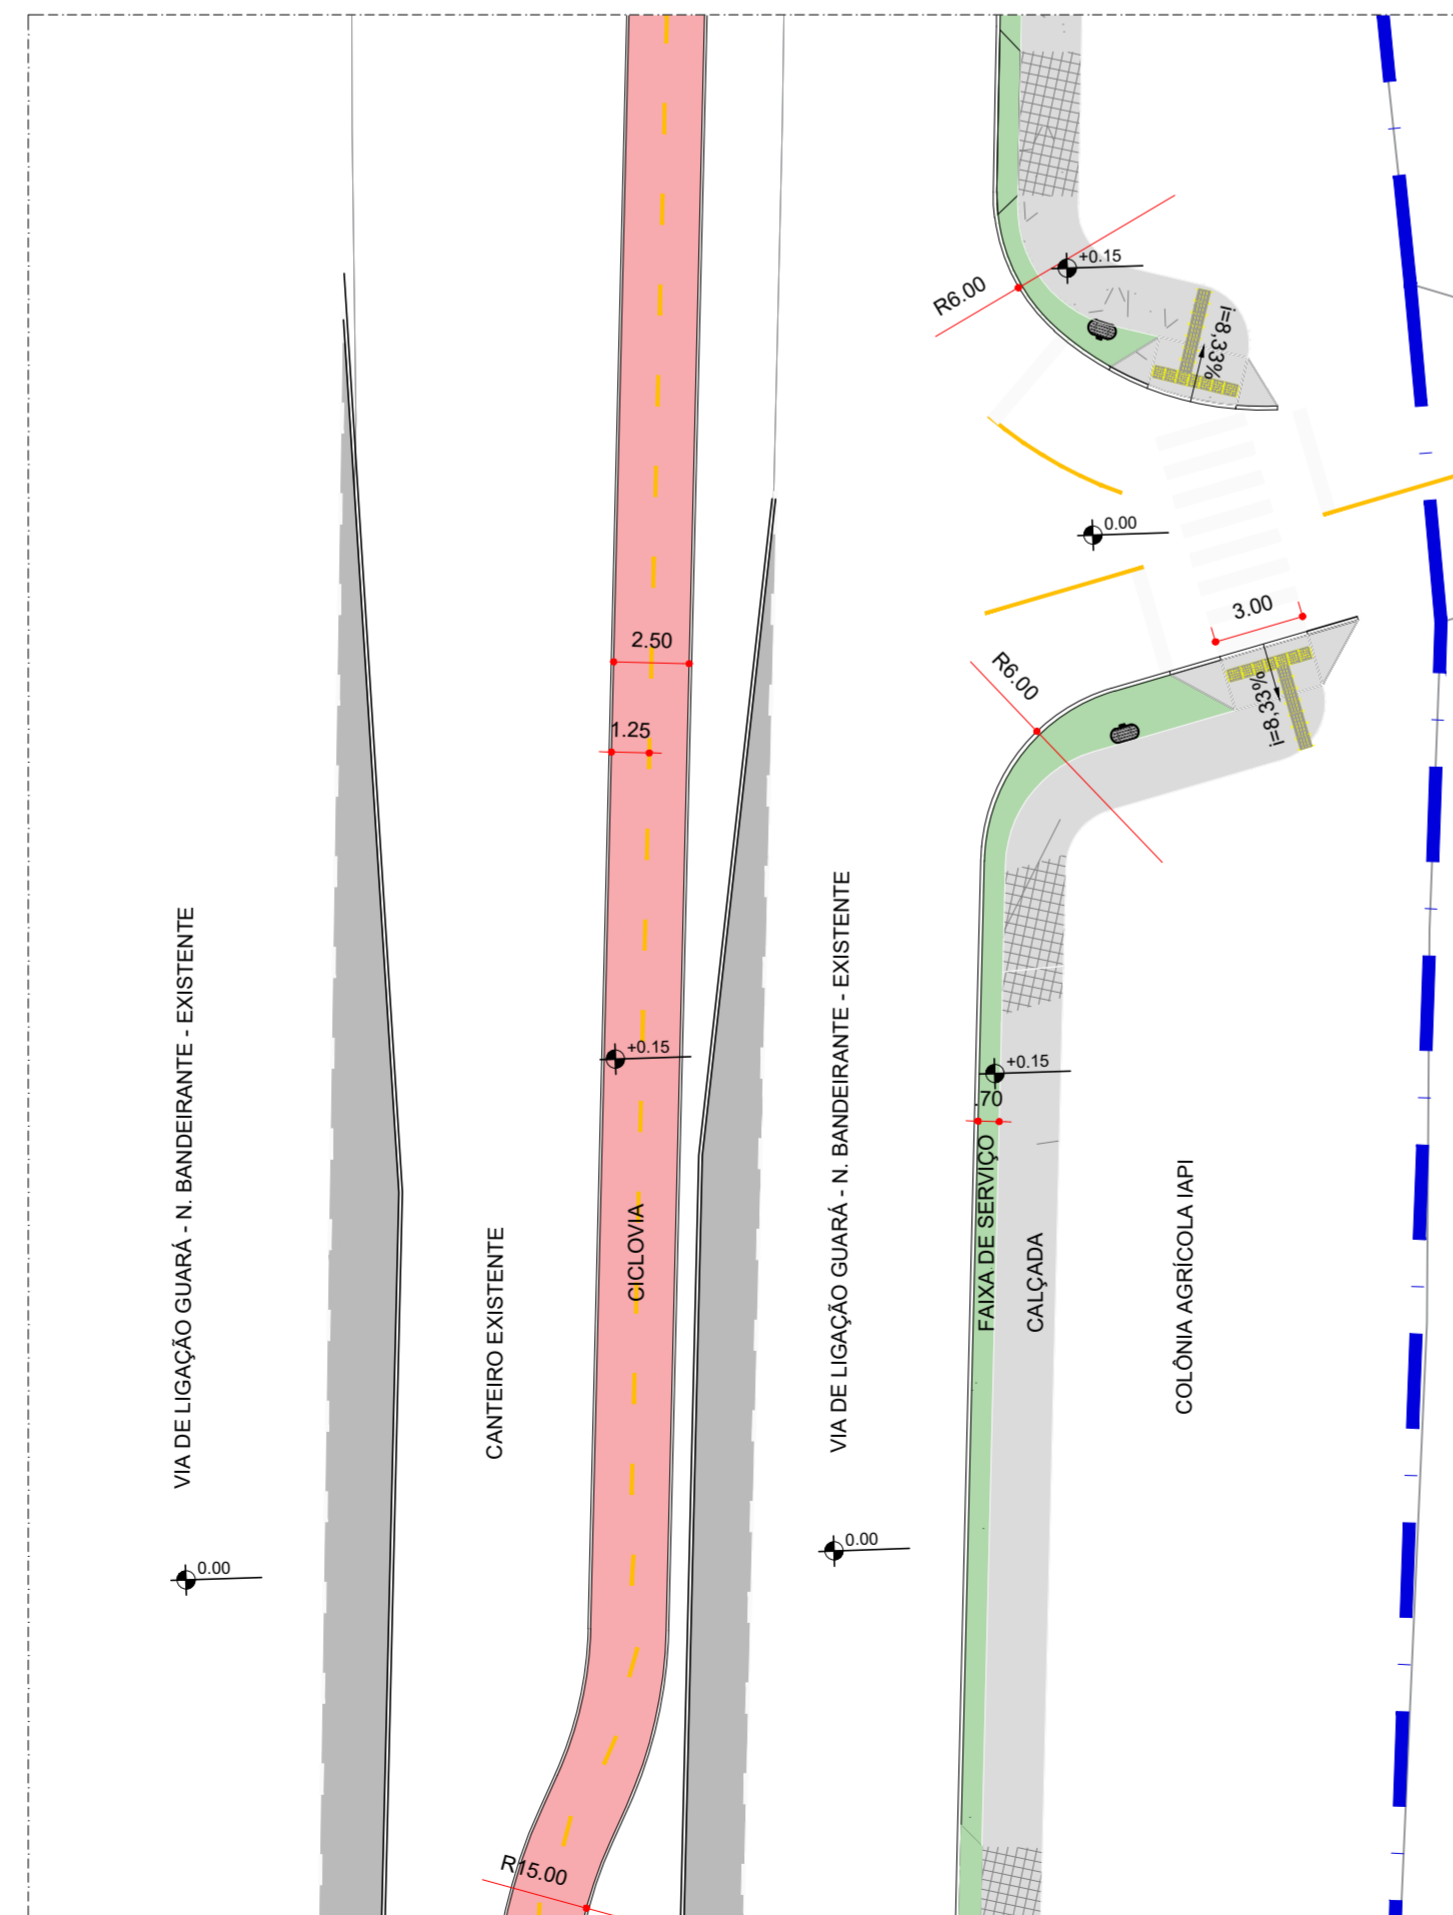 +0.15
R6.00
i=8,33%
0.00
3.00
2.50
R6.00
i=8,33%
1.25
VIA DE LIGAÇÃO GUARÁ - N. BANDEIRANTE - EXISTENTE
VIA DE LIGAÇÃO GUARÁ - N. BANDEIRANTE - EXISTENTE
+0.15
+0.15
.70
CANTEIRO EXISTENTE
CICLOVIA
FAIXA DE SERVIÇO
CALÇADA
COLÔNIA AGRÍCOLA IAPI
0.00
0.00
R15.00